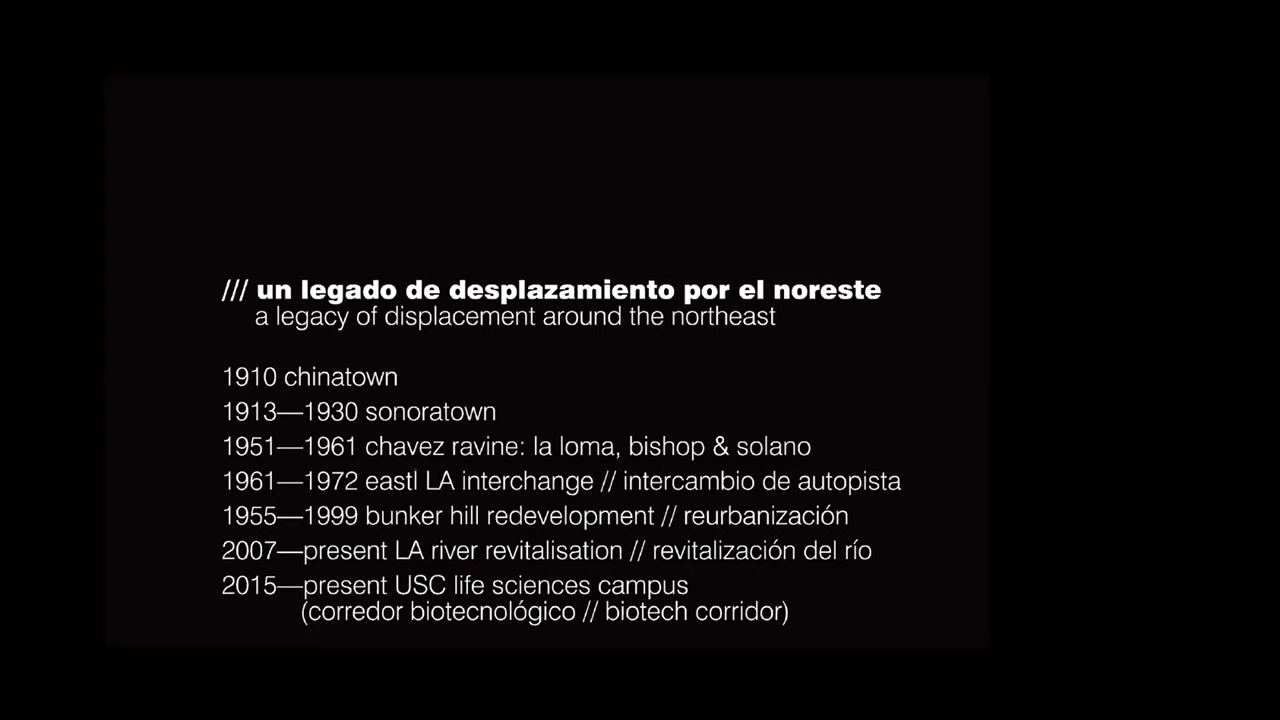 /// un legado de desplazamiento por el noreste
a legacy of displacement around the northeast
1910 chinatown
1913—1930 sonoratown
1951—1961 chavez ravine: la loma, bishop & solano
1961—1972 eastl LA interchange // intercambio de autopista
1955—1999 bunker hill redevelopment // reurbanización
2007—present LA river revitalisation // revitalización del río
2015—present USC life sciences campus
(corredor biotecnológico // biotech corridor)